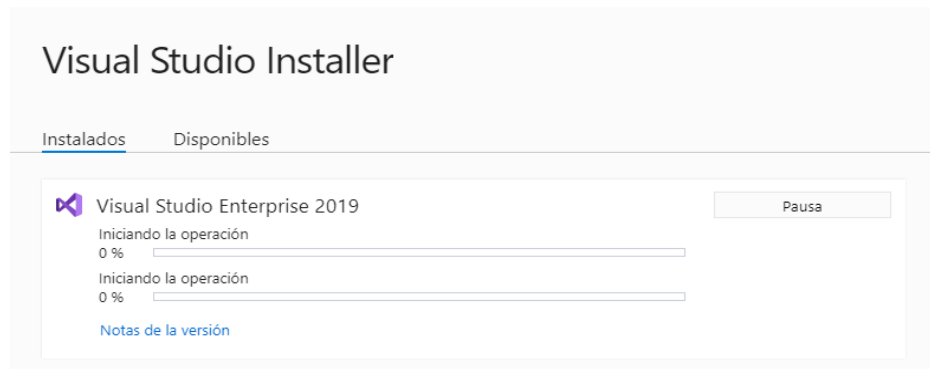 Visual Studio Installer
Instalados Disponibles
Visual Studio Enterprise 2019 Pausa
Iniciando la operación
0 %
Iniciando la operación
0 %
Notas de la versión